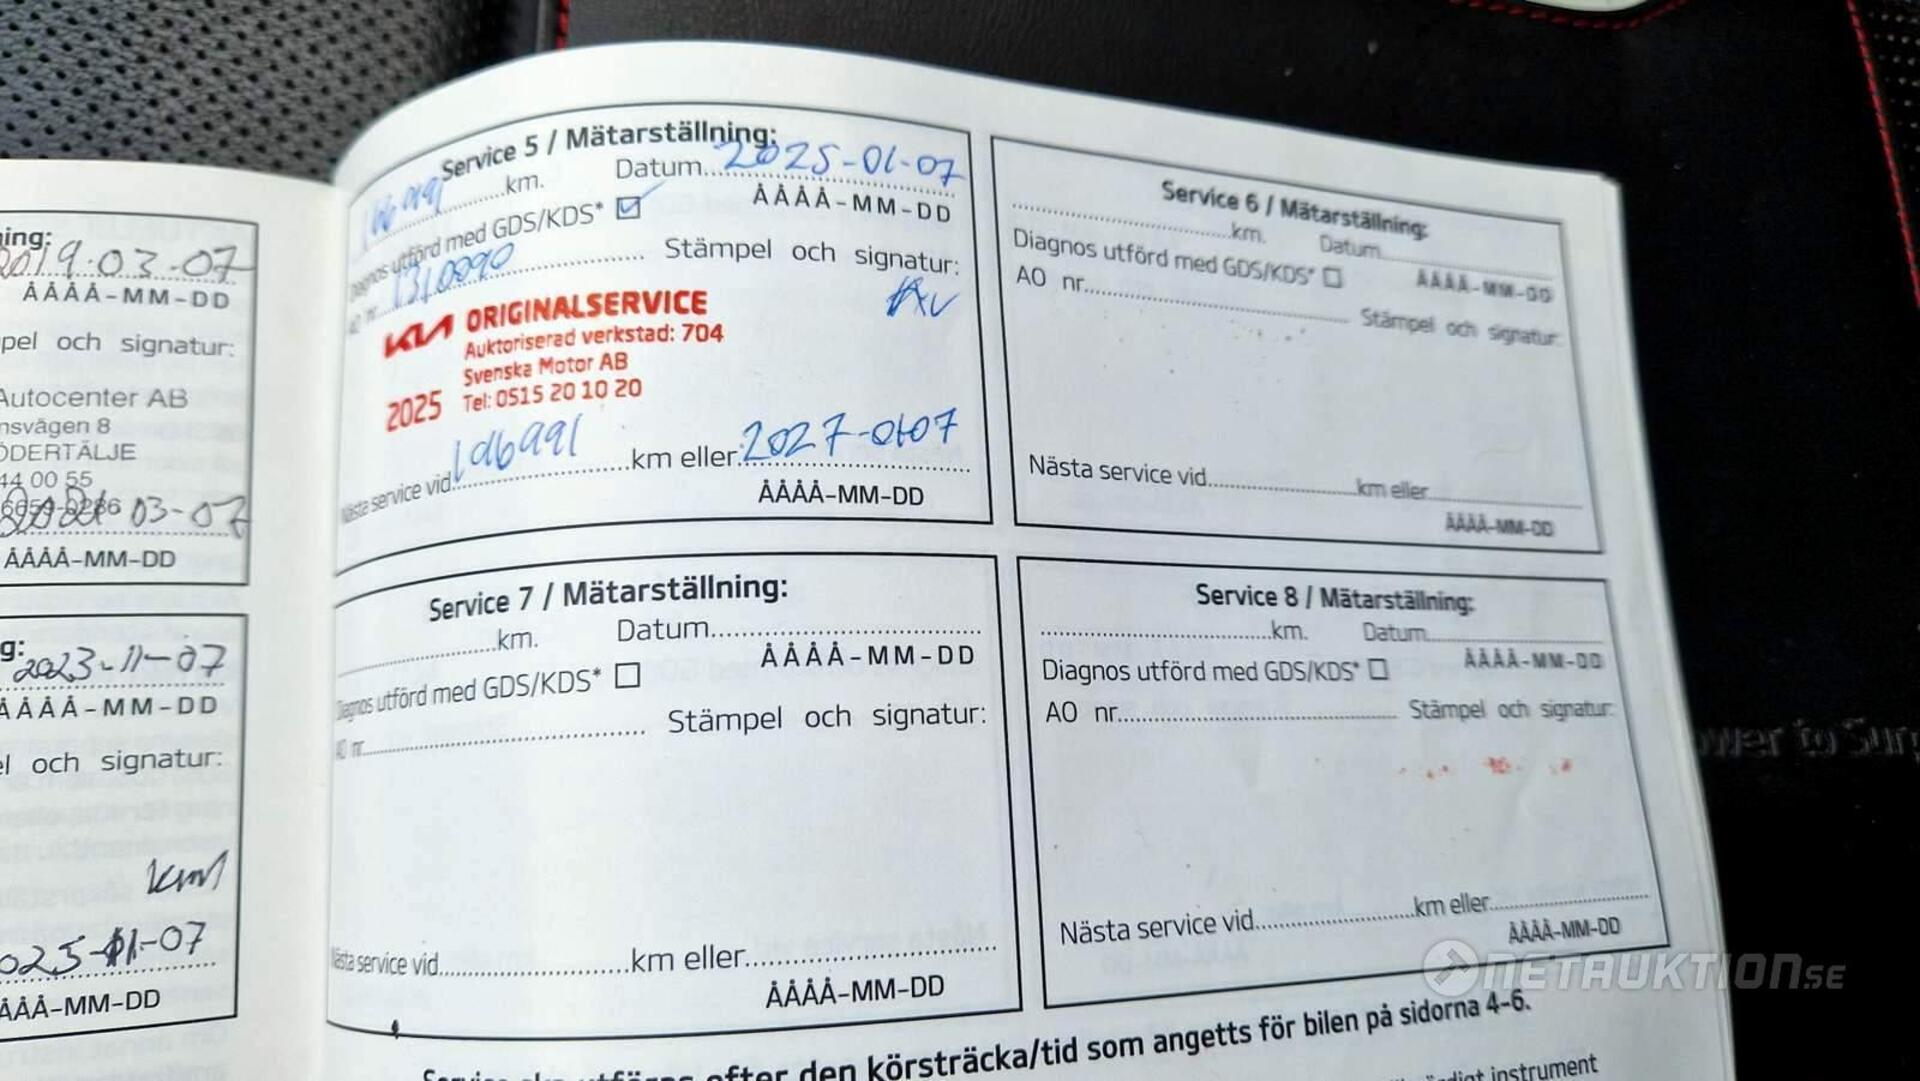 ning:
2019-03-07
ÅÅÅÅ-MM-DD
pel och signatur:
Autocenter AB
nsvägen 8
ÖDERTÄLJE
44 00 55
03-07
ÅÅÅÅ-MM-DD
g:
2023-11-07
ÅÅÅÅ-MM-DD
el och signatur:
ÅÅÅ-MM-DD
Service 5 / Mätarställning:
km. Datum 2025-01-07
ÅÅÅÅ-MM-DD
Diagnos utförd med GDS/KDS*
AO nr. 1310890 Stämpel och signatur:
KIA ORIGINALSERVICE
Auktoriserad verkstad: 704
Svenska Motor AB
2025 Tel: 0515 20 10 20
Nästa service vid km eller 2027-01-07
ÅÅÅÅ-MM-DD
Service 6 / Mätarställning:
km. Datum
ÅÅÅÅ-MM-DD
Diagnos utförd med GDS/KDS*
AO nr. Stämpel och signatur:
Nästa service vid km eller
ÅÅÅÅ-MM-DD
Service 7 / Mätarställning:
km. Datum
ÅÅÅÅ-MM-DD
Diagnos utförd med GDS/KDS*
AO nr. Stämpel och signatur:
Nästa service vid km eller
ÅÅÅÅ-MM-DD
Service 8 / Mätarställning:
km. Datum
ÅÅÅÅ-MM-DD
Diagnos utförd med GDS/KDS*
AO nr. Stämpel och signatur:
Nästa service vid km eller
ÅÅÅÅ-MM-DD
efter den körsträcka/tid som angetts för bilen på sidorna 4-6.
instrument
wer to Sur
NETAUKTION.SE